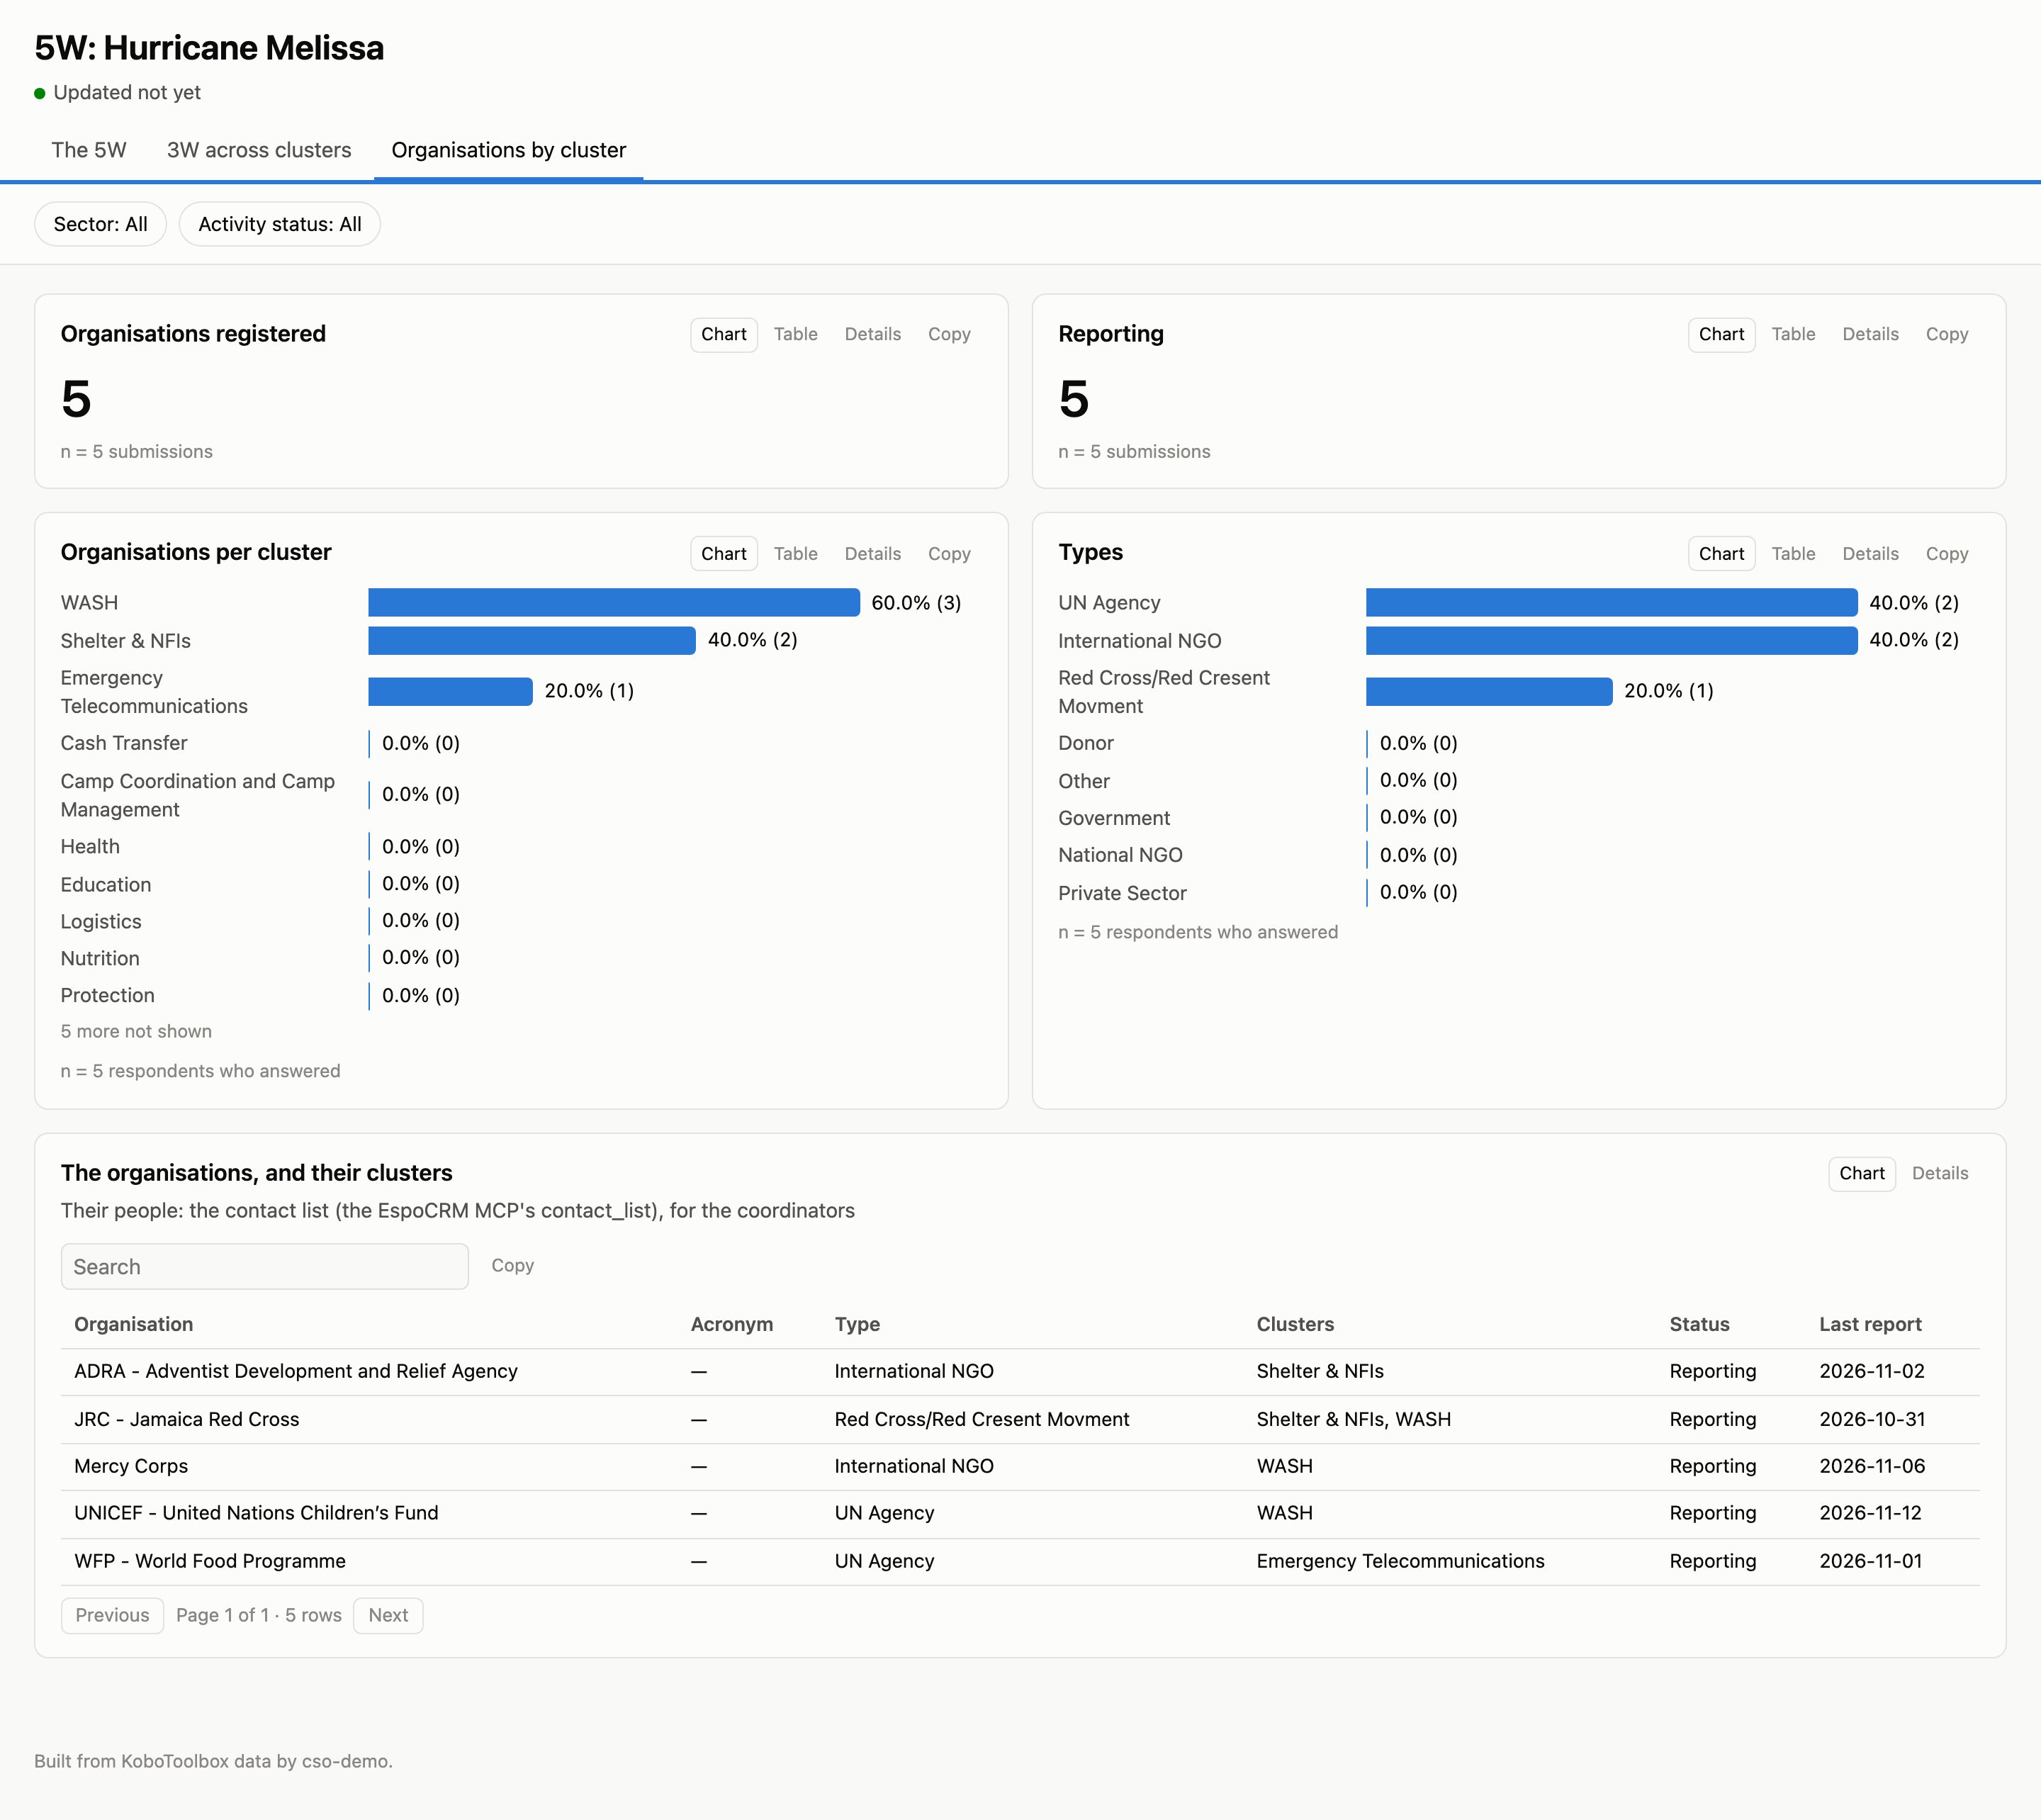 5W: Hurricane Melissa
Updated not yet
The 5W 3W across clusters Organisations by cluster
Sector: All Activity status: All
Organisations registered Chart Table Details Copy
5
n = 5 submissions
Reporting Chart Table Details Copy
5
n = 5 submissions
Organisations per cluster Chart Table Details Copy
WASH 60.0% (3)
Shelter & NFIs 40.0% (2)
Emergency
Telecommunications 20.0% (1)
Cash Transfer 0.0% (0)
Camp Coordination and Camp
Management 0.0% (0)
Health 0.0% (0)
Education 0.0% (0)
Logistics 0.0% (0)
Nutrition 0.0% (0)
Protection 0.0% (0)
5 more not shown
n = 5 respondents who answered
Types Chart Table Details Copy
UN Agency 40.0% (2)
International NGO 40.0% (2)
Red Cross/Red Cresent
Movment 20.0% (1)
Donor 0.0% (0)
Other 0.0% (0)
Government 0.0% (0)
National NGO 0.0% (0)
Private Sector 0.0% (0)
n = 5 respondents who answered
The organisations, and their clusters Chart Details
Their people: the contact list (the EspoCRM MCP's contact_list), for the coordinators
Search Copy
Organisation Acronym Type Clusters Status Last report
ADRA - Adventist Development and Relief Agency — International NGO Shelter & NFIs Reporting 2026-11-02
JRC - Jamaica Red Cross — Red Cross/Red Cresent Movment Shelter & NFIs, WASH Reporting 2026-10-31
Mercy Corps — International NGO WASH Reporting 2026-11-06
UNICEF - United Nations Children’s Fund — UN Agency WASH Reporting 2026-11-12
WFP - World Food Programme — UN Agency Emergency Telecommunications Reporting 2026-11-01
Previous Page 1 of 1 · 5 rows Next
Built from KoboToolbox data by cso-demo.